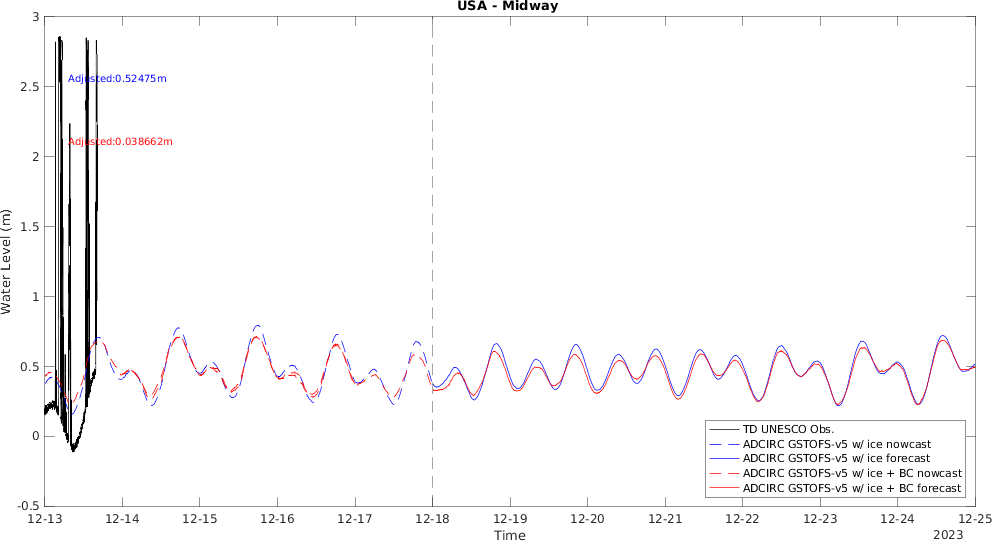 USA - Midway
3
2.5
2
1.5
1
0.5
0
-0.5
Water Level (m)
Adjusted:0.52475m
Adjusted:0.038662m
TD UNESCO Obs.
ADCIRC GSTOFS-v5 w/ ice nowcast
ADCIRC GSTOFS-v5 w/ ice forecast
ADCIRC GSTOFS-v5 w/ ice + BC nowcast
ADCIRC GSTOFS-v5 w/ ice + BC forecast
12-13 12-14 12-15 12-16 12-17 12-18 12-19 12-20 12-21 12-22 12-23 12-24 12-25
Time
2023